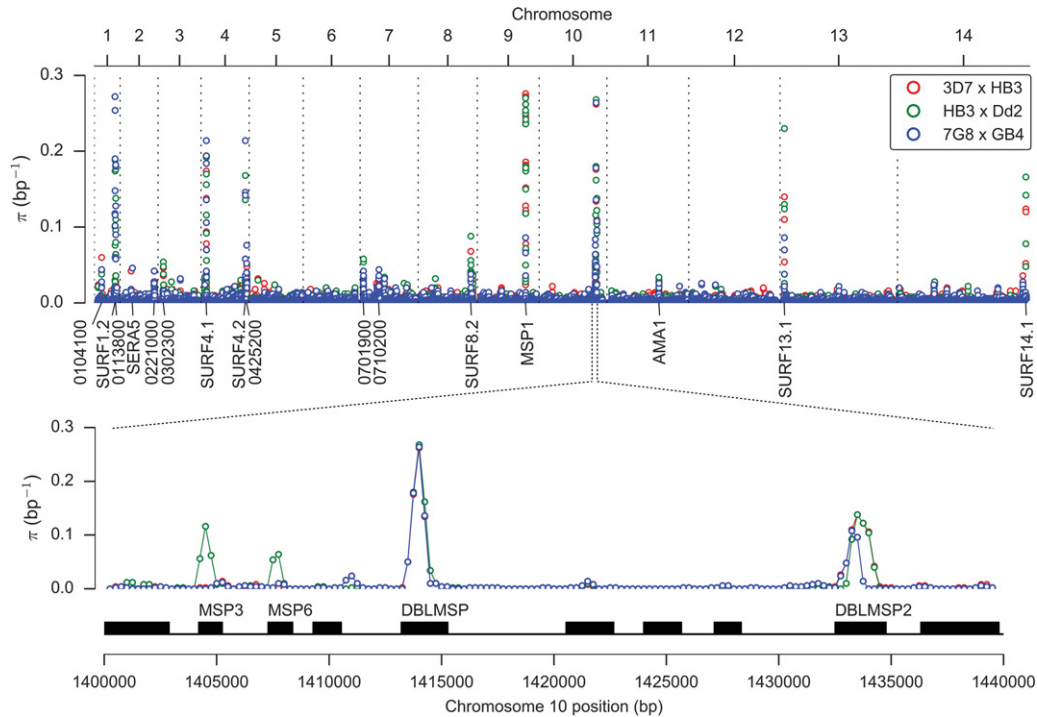 Chromosome
1 2 3 4 5 6 7 8 9 10 11 12 13 14
0.3
0.2
0.1
0.0
π (bp⁻¹)
3D7 x HB3
HB3 x Dd2
7G8 x GB4
0104100
SURF1.2
0113800
SERA5
0221000
0302300
SURF4.1
SURF4.2
0425200
0701900
0710200
SURF8.2
MSP1
AMA1
SURF13.1
SURF14.1
0.3
0.2
0.1
0.0
π (bp⁻¹)
MSP3 MSP6 DBLMSP DBLMSP2
1400000 1405000 1410000 1415000 1420000 1425000 1430000 1435000 1440000
Chromosome 10 position (bp)